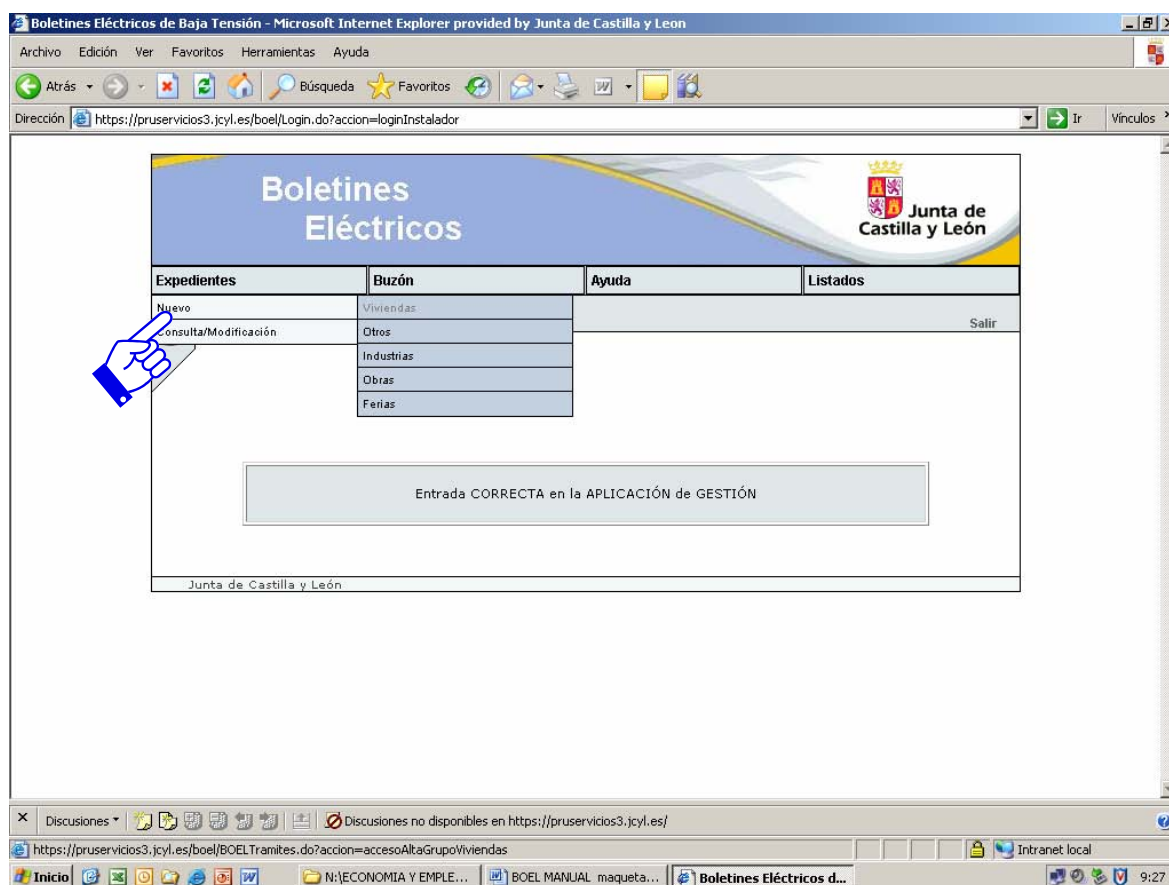 Boletines Eléctricos de Baja Tensión - Microsoft Internet Explorer provided by Junta de Castilla y Leon
Archivo Edición Ver Favoritos Herramientas Ayuda
Atrás Búsqueda Favoritos
Dirección https://pruservicios3.jcyl.es/boel/Login.do?accion=loginInstalador Ir Vínculos
Boletines
Eléctricos
Junta de
Castilla y León
Expedientes Buzón Ayuda Listados
Nuevo Viviendas
Salir
Consulta/Modificación Otros
Industrias
Obras
Ferias
Entrada CORRECTA en la APLICACIÓN de GESTIÓN
Junta de Castilla y León
Discusiones Discusiones no disponibles en https://pruservicios3.jcyl.es/
https://pruservicios3.jcyl.es/boel/BOELTramites.do?accion=accesoAltaGrupoViviendas Intranet local
Inicio N:\ECONOMIA Y EMPLE... BOEL MANUAL maqueta... Boletines Eléctricos d... 9:27